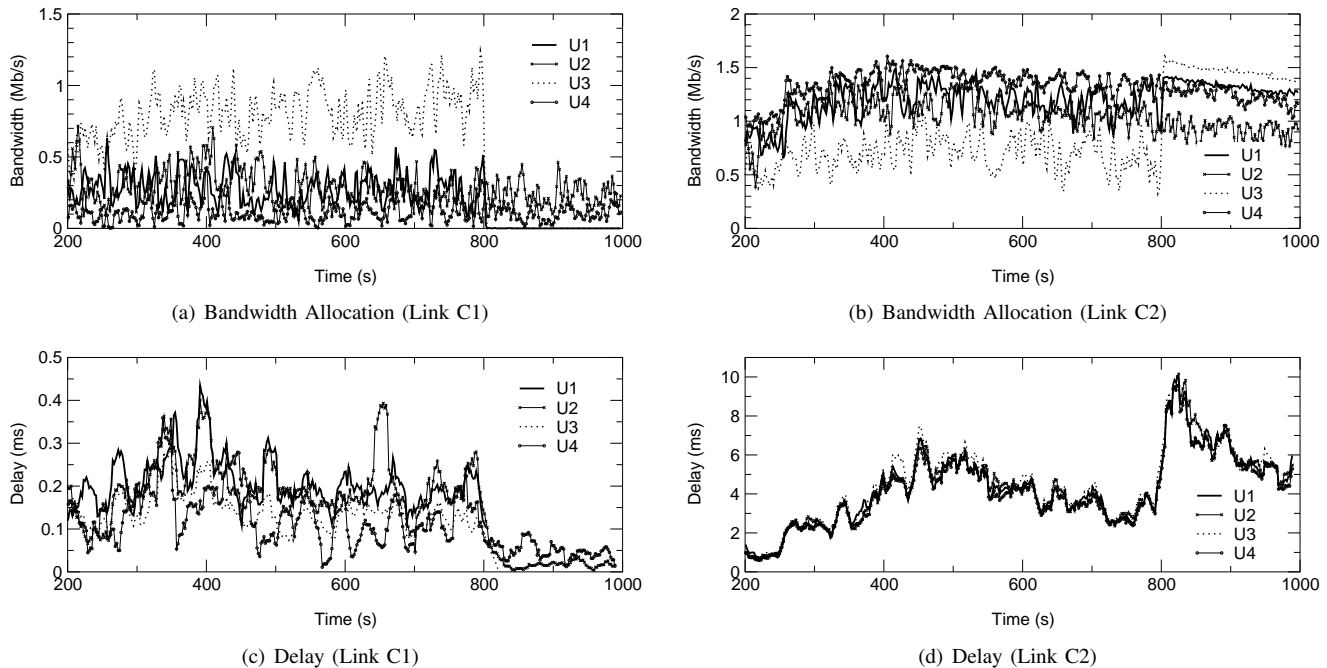 1.5
1
0.5
0
Bandwidth (Mb/s)
200 400 600 800 1000
Time (s)
U1
U2
U3
U4
(a) Bandwidth Allocation (Link C1)
2
1.5
1
0.5
0
Bandwidth (Mb/s)
200 400 600 800 1000
Time (s)
U1
U2
U3
U4
(b) Bandwidth Allocation (Link C2)
0.5
0.4
0.3
0.2
0.1
0
Delay (ms)
200 400 600 800 1000
Time (s)
U1
U2
U3
U4
(c) Delay (Link C1)
10
8
6
4
2
0
Delay (ms)
200 400 600 800 1000
Time (s)
U1
U2
U3
U4
(d) Delay (Link C2)